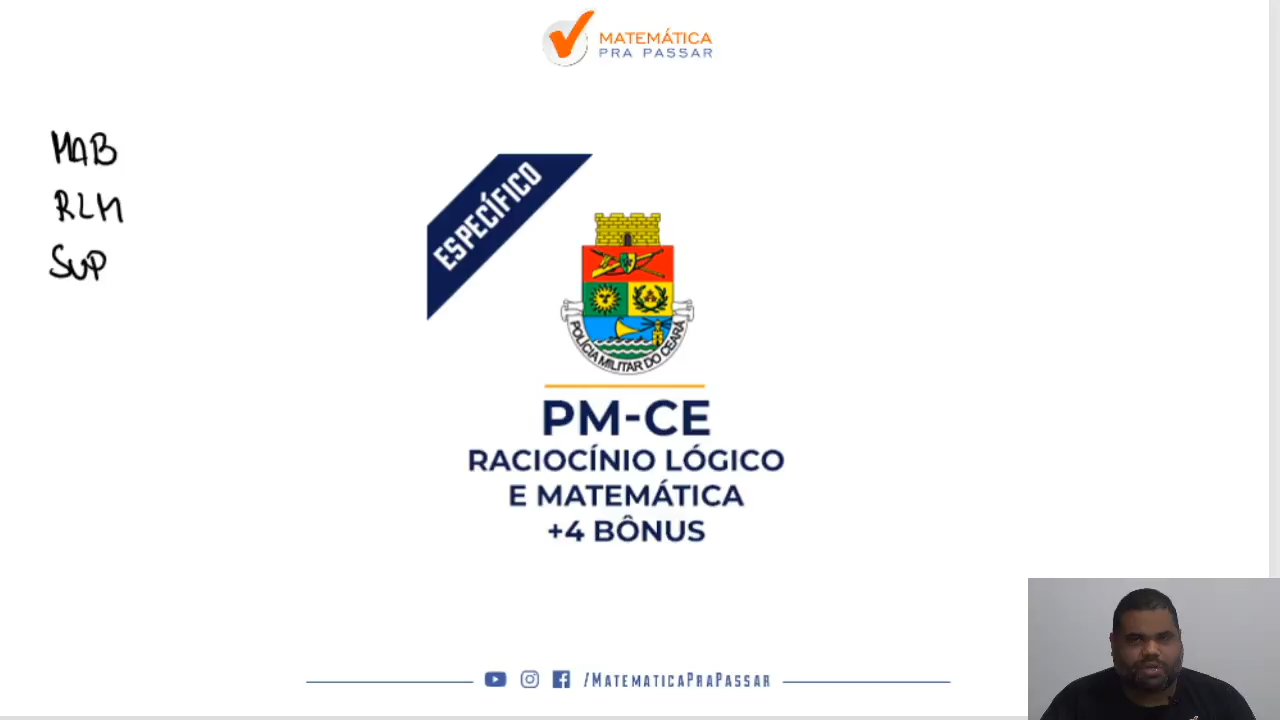 MATEMÁTICA
PRA PASSAR
MAB
RLM
SUP
ESPECÍFICO
POLÍCIA MILITAR DO CEARÁ
PM-CE
RACIOCÍNIO LÓGICO
E MATEMÁTICA
+4 BÔNUS
/MATEMATICAPRAPASSAR